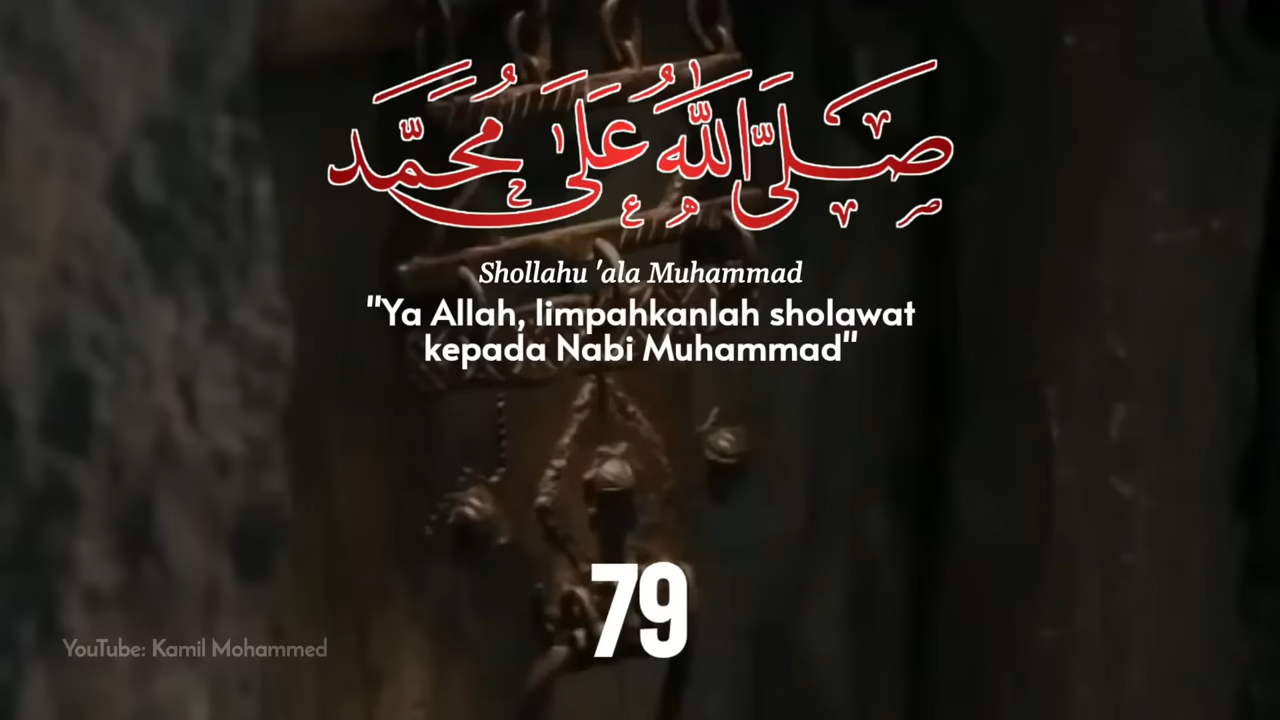 صَلَّى اللّٰهُ عَلَىٰ مُحَمَّدٍ
Shollahu 'ala Muhammad
"Ya Allah, limpahkanlah sholawat
kepada Nabi Muhammad"
79
YouTube: Kamil Mohammed